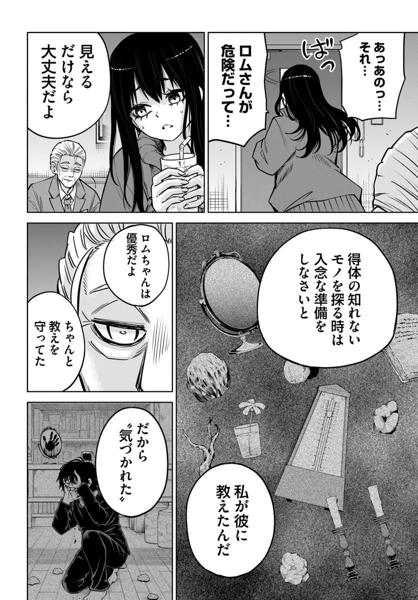 あっあのっ…
それ…
ばっ
ロムさんが
危険だって…
見える
だけなら
大丈夫だよ
得体の知れない
モノを探る時は
入念な準備を
しなさいと
私が彼に
教えたんだ
ロムちゃんは
優秀だよ
ちゃんと
教えを
守ってた
だから
“気づかれた”